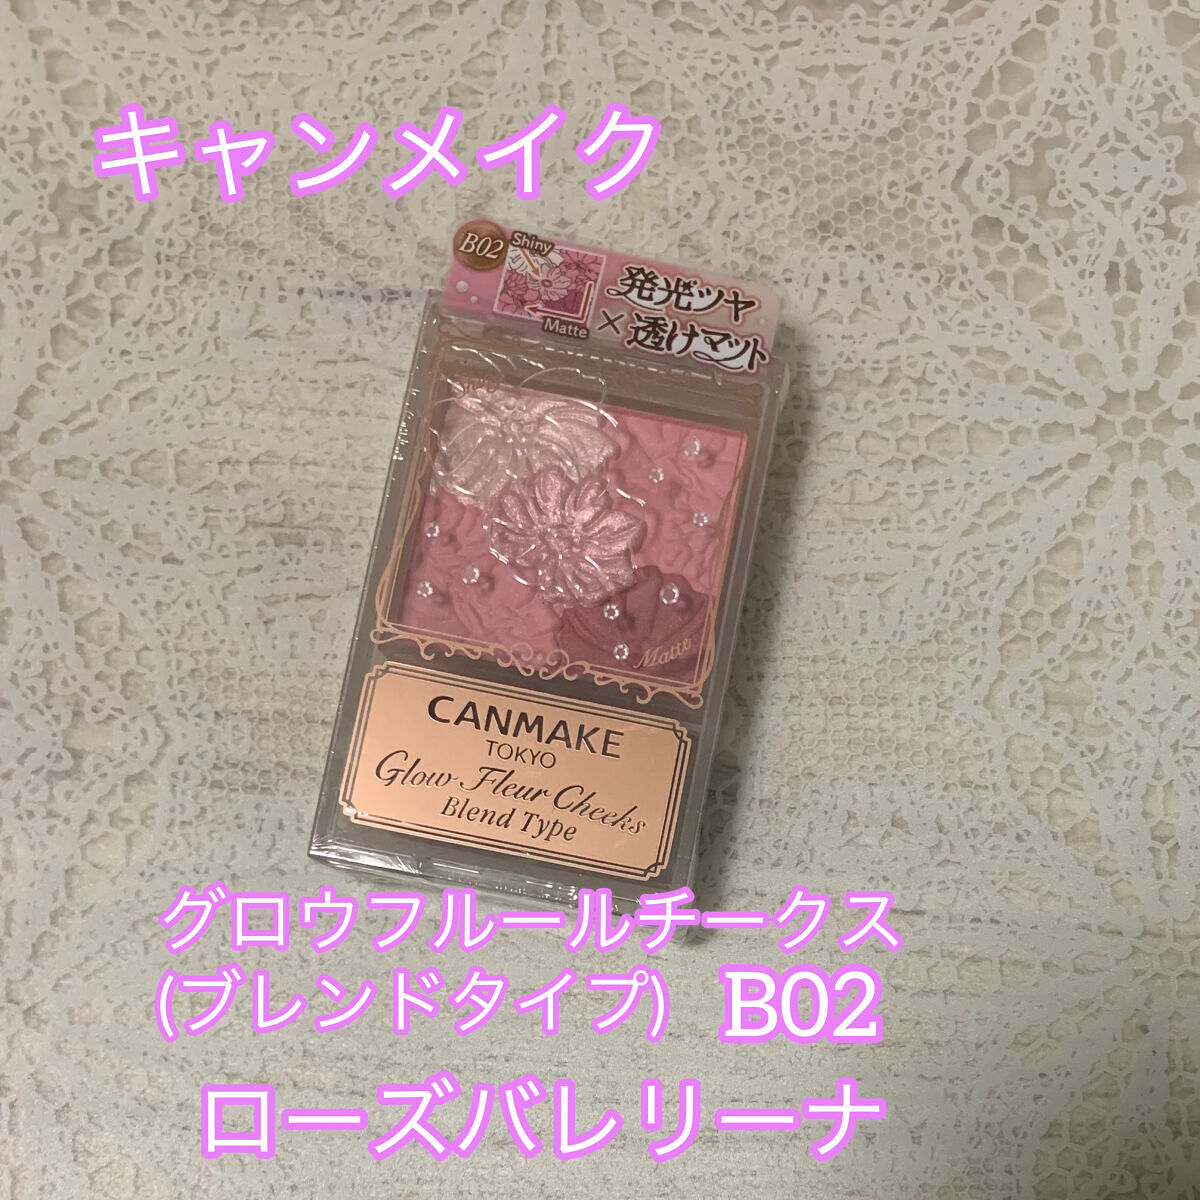 キャンメイク
B02
Shiny
Matte
発光ツヤ
×透けマット
Matte
CANMAKE
TOKYO
Glow Fleur Cheeks
Blend Type
グロウフルールチークス
(ブレンドタイプ) B02
ローズバレリーナ